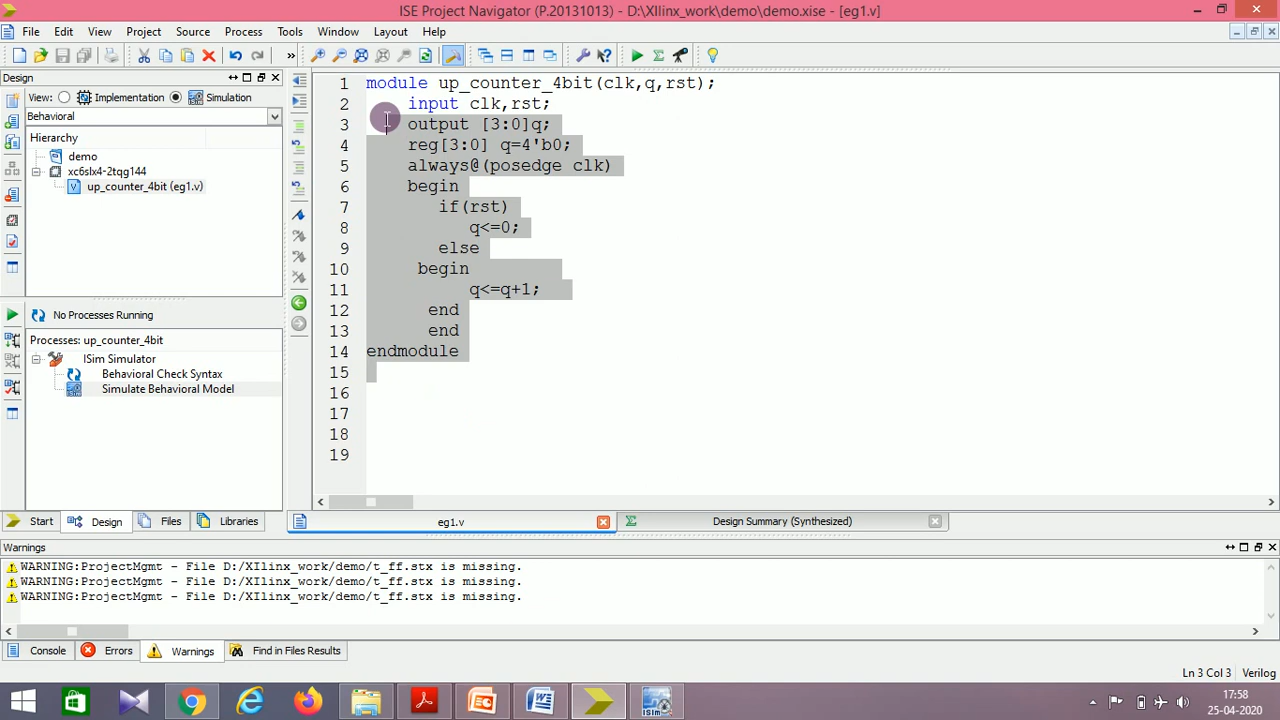 ISE Project Navigator (P.20131013) - D:\XIlinx_work\demo\demo.xise - [eg1.v]
File Edit View Project Source Process Tools Window Layout Help
Design
View: Implementation Simulation
Behavioral
Hierarchy
demo
xc6slx4-2tqg144
up_counter_4bit (eg1.v)
No Processes Running
Processes: up_counter_4bit
ISim Simulator
Behavioral Check Syntax
Simulate Behavioral Model
Start Design Files Libraries
1 module up_counter_4bit(clk,q,rst);
2 input clk,rst;
3 output [3:0]q;
4 reg[3:0] q=4'b0;
5 always@(posedge clk)
6 begin
7 if(rst)
8 q<=0;
9 else
10 begin
11 q<=q+1;
12 end
13 end
14 endmodule
15
16
17
18
19
eg1.v Design Summary (Synthesized)
Warnings
WARNING:ProjectMgmt - File D:/XIlinx_work/demo/t_ff.stx is missing.
WARNING:ProjectMgmt - File D:/XIlinx_work/demo/t_ff.stx is missing.
WARNING:ProjectMgmt - File D:/XIlinx_work/demo/t_ff.stx is missing.
Console Errors Warnings Find in Files Results
Ln 3 Col 3 Verilog
ISim
17:58
25-04-2020